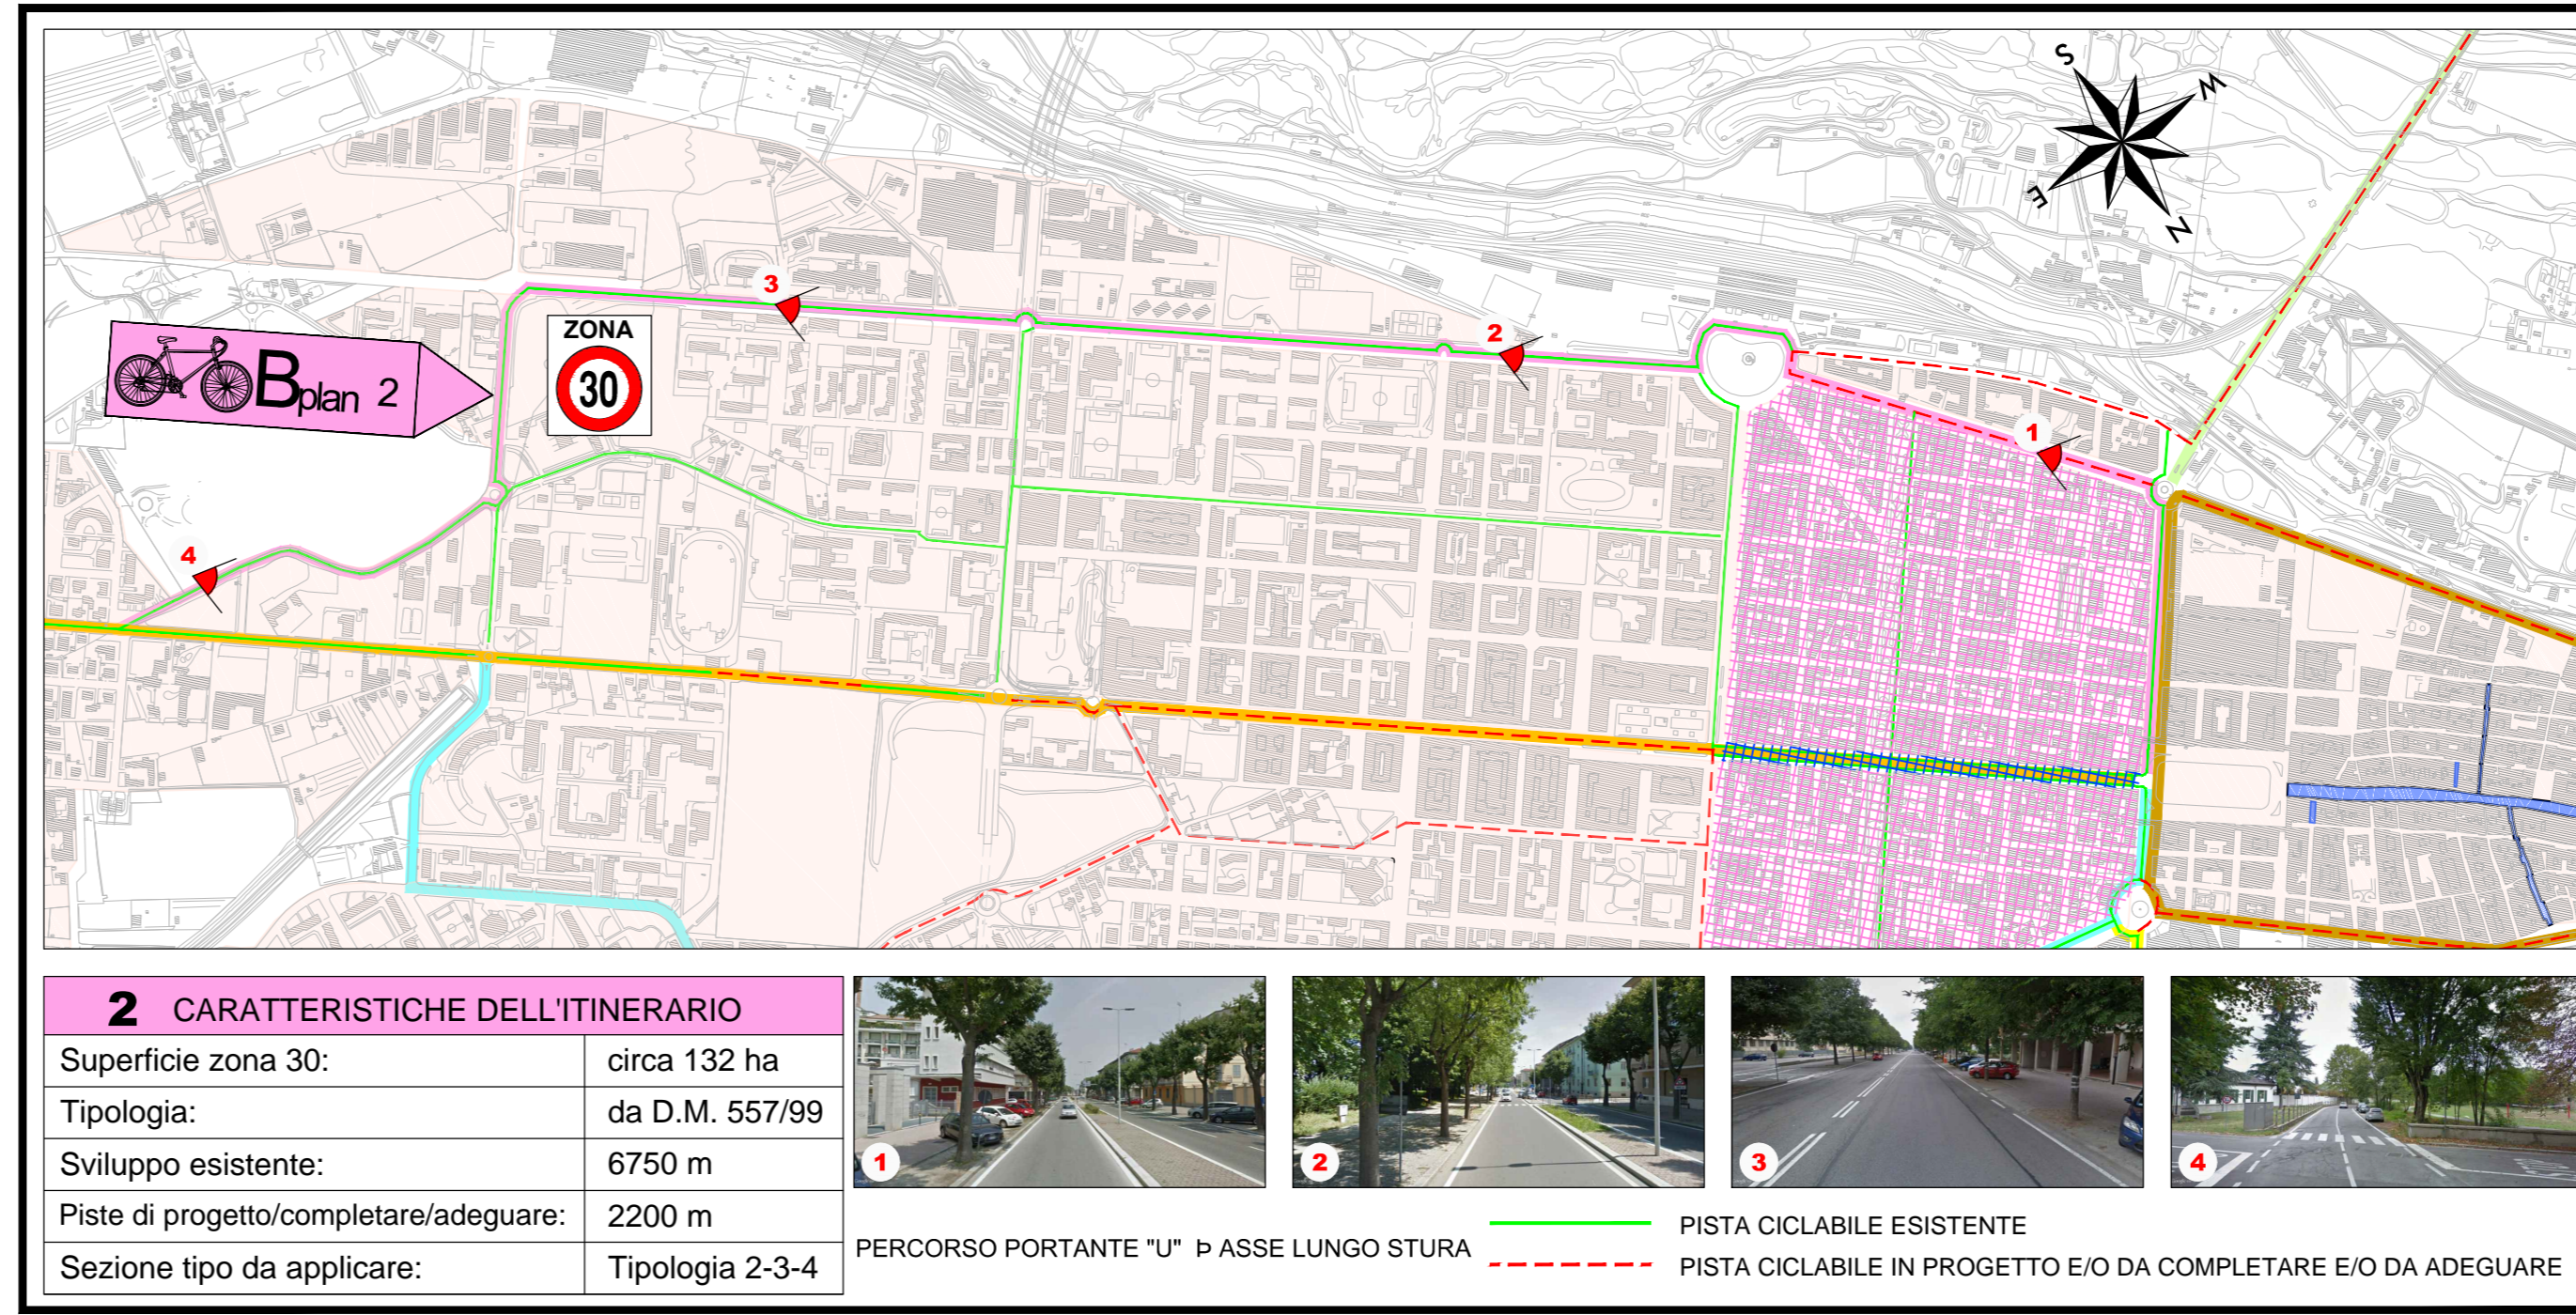 S
W
E
N
3
2
1
4
ZONA
30
Bplan 2
2 CARATTERISTICHE DELL'ITINERARIO
Superficie zona 30: circa 132 ha
Tipologia: da D.M. 557/99
Sviluppo esistente: 6750 m
Piste di progetto/completare/adeguare: 2200 m
Sezione tipo da applicare: Tipologia 2-3-4
1
2
3
4
PERCORSO PORTANTE "U" Þ ASSE LUNGO STURA
PISTA CICLABILE ESISTENTE
PISTA CICLABILE IN PROGETTO E/O DA COMPLETARE E/O DA ADEGUARE